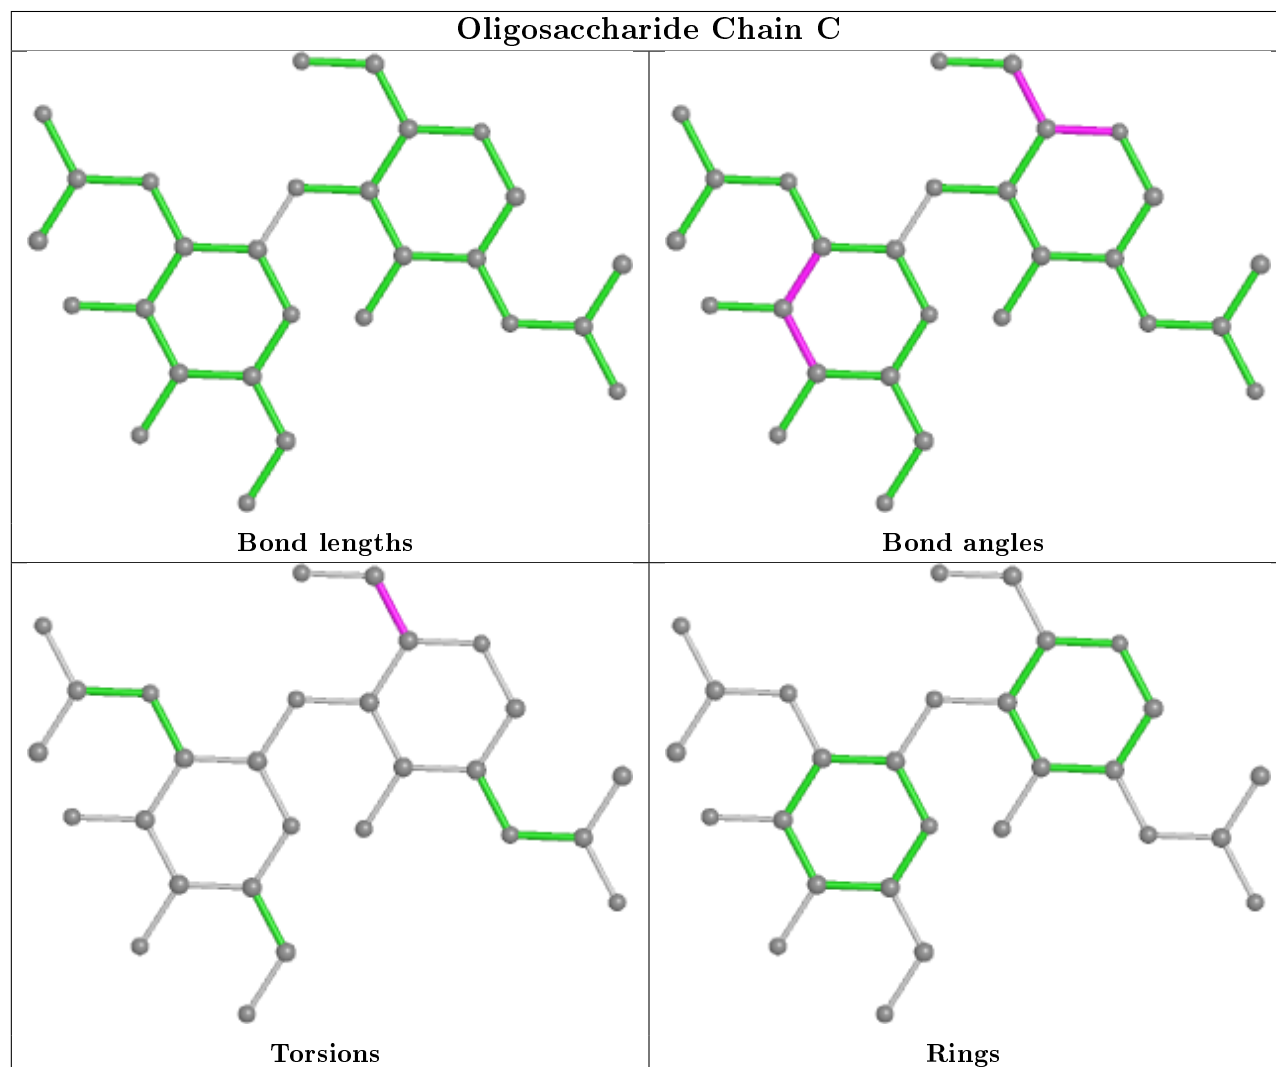 Oligosaccharide Chain C
Bond lengths
Bond angles
Torsions
Rings